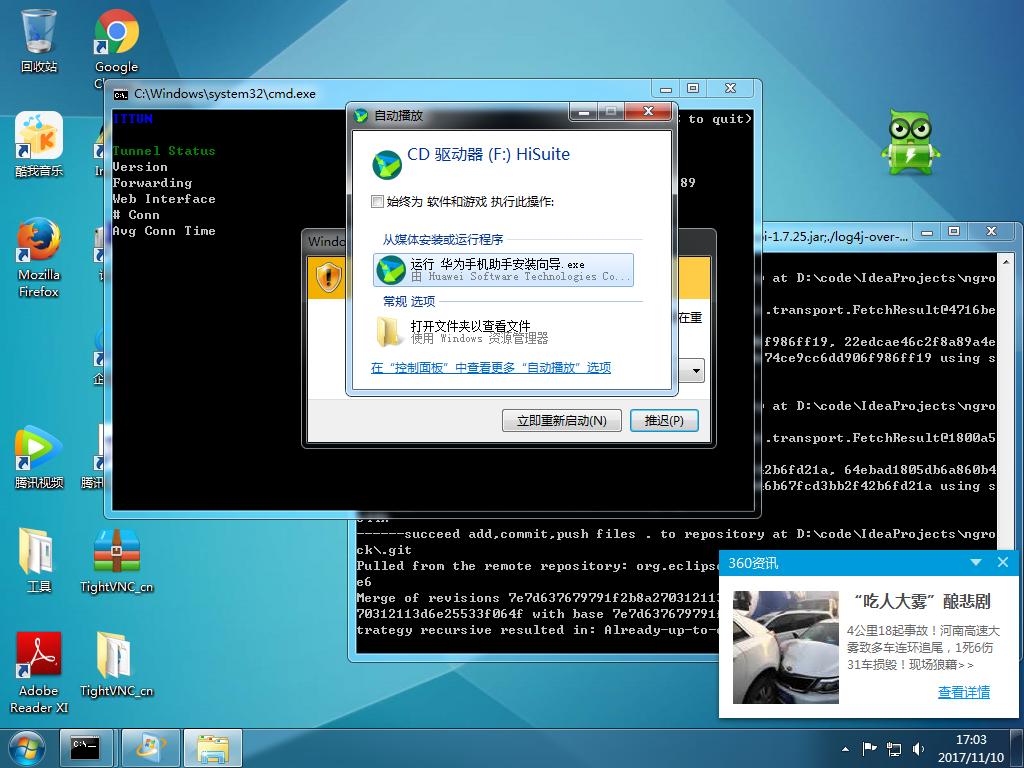 回收站
Google
酷我音乐
Mozilla
Firefox
腾讯视频
腾讯
工具
TightVNC_cn
Adobe
Reader XI
TightVNC_cn
C:\Windows\system32\cmd.exe
to quit)
Tunnel Status
Version
Forwarding
89
Web Interface
# Conn
Avg Conn Time
自动播放
CD 驱动器 (F:) HiSuite
始终为 软件和游戏 执行此操作:
从媒体安装或运行程序
运行 华为手机助手安装向导.exe
由 Huawei Software Technologies Co...
常规 选项
打开文件夹以查看文件
使用 Windows 资源管理器
在“控制面板”中查看更多“自动播放”选项
Windo
在重
立即重新启动(N)
推迟(P)
i-1.7.25.jar;./log4j-over-...
at D:\code\IdeaProjects\ngro
.transport.FetchResult@4716be
f986ff19, 22edcae46c2f8a89a4e
74ce9cc6dd906f986ff19 using s
at D:\code\IdeaProjects\ngro
.transport.FetchResult@1800a5
2b6fd21a, 64ebad1805db6a860b4
6b67fcd3bb2f42b6fd21a using s
------succeed add,commit,push files . to repository at D:\code\IdeaProjects\ngro
ck\.git
Pulled from the remote repository: org.eclips
e6
Merge of revisions 7e7d637679791f2b8a270312113
70312113d6e25533f064f with base 7e7d637679791f
trategy recursive resulted in: Already-up-to-
360资讯
“吃人大雾”酿悲剧
4公里18起事故！河南高速大
雾致多车连环追尾，1死6伤
31车损毁！现场狼藉>>
查看详情
17:03
2017/11/10